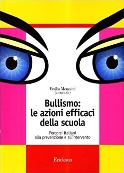 Bullismo:
le azioni efficaci
della scuola
Percorsi italiani
alla prevenzione e all'intervento
Erickson